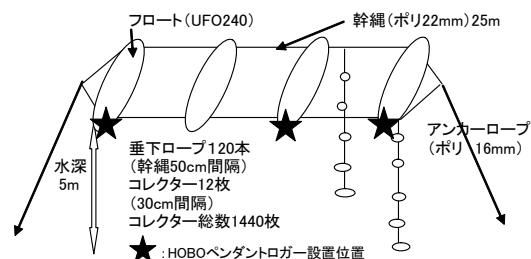 フロート(UFO240)
幹縄(ポリ22mm)25m
水深
5m
垂下ロープ120本
(幹縄50cm間隔)
コレクター12枚
(30cm間隔)
コレクター総数1440枚
アンカーロープ
(ポリ 16mm)
★:HOBOペンダントロガー設置位置